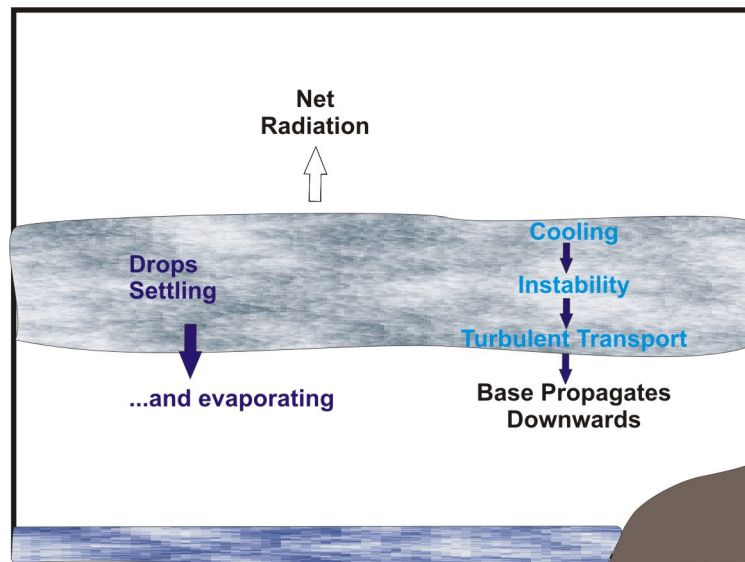 Net
Radiation
Drops
Settling
...and evaporating
Cooling
Instability
Turbulent Transport
Base Propagates
Downwards